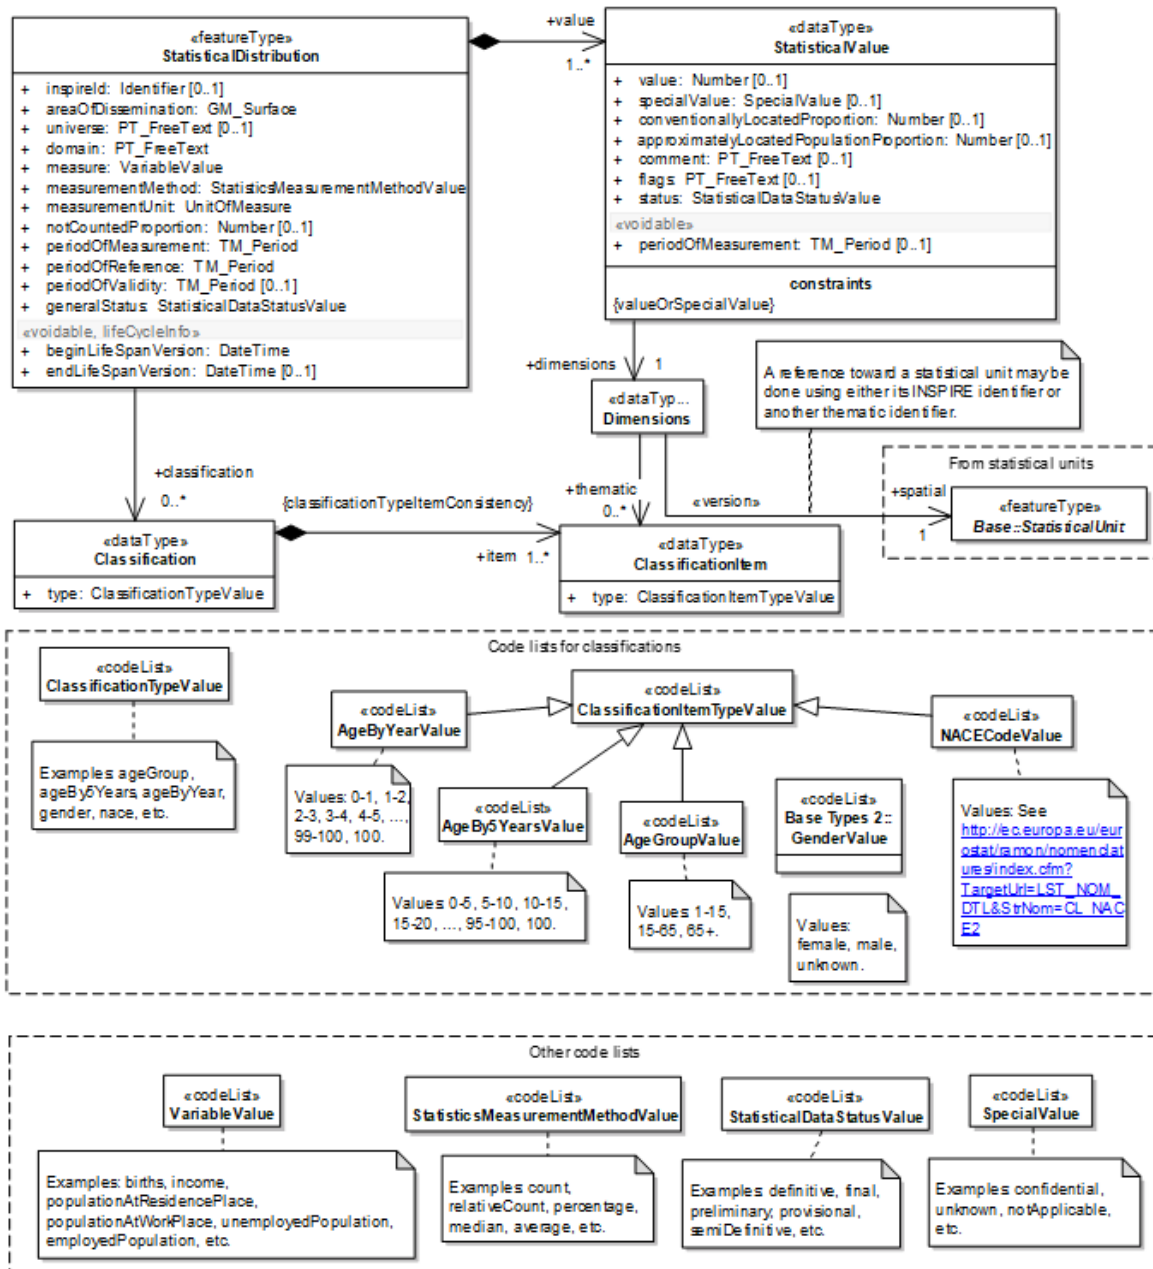 «featureType»
StatisticalDistribution
+ inspireId: Identifier [0..1]
+ areaOfDissemination: GM_Surface
+ universe: PT_FreeText [0..1]
+ domain: PT_FreeText
+ measure: VariableValue
+ measurementMethod: StatisticsMeasurementMethodValue
+ measurementUnit: UnitOfMeasure
+ notCountedProportion: Number [0..1]
+ periodOfMeasurement: TM_Period
+ periodOfReference: TM_Period
+ periodOfValidity: TM_Period [0..1]
+ generalStatus: StatisticalDataStatusValue
«voidable, lifeCycleInfo»
+ beginLifeSpanVersion: DateTime
+ endLifeSpanVersion: DateTime [0..1]
+value
1..*
«dataType»
StatisticalValue
+ value: Number [0..1]
+ specialValue: SpecialValue [0..1]
+ conventionallyLocatedProportion: Number [0..1]
+ approximatelyLocatedPopulationProportion: Number [0..1]
+ comment: PT_FreeText [0..1]
+ flags: PT_FreeText [0..1]
+ status: StatisticalDataStatusValue
«voidable»
+ periodOfMeasurement: TM_Period [0..1]
constraints
{valueOrSpecialValue}
+dimensions 1
«dataTyp...
Dimensions
A reference toward a statistical unit may be
done using either its INSPIRE identifier or
another thematic identifier.
+classification
0..*
{classificationTypeItemConsistency}
+thematic
0..*
«version»
From statistical units
+spatial
1
«featureType»
Base::StatisticalUnit
«dataType»
Classification
+ type: ClassificationTypeValue
+item 1..*
«dataType»
ClassificationItem
+ type: ClassificationItemTypeValue
Code lists for classifications
«codeList»
ClassificationTypeValue
Examples: ageGroup,
ageBy5Years, ageByYear,
gender, nace, etc.
«codeList»
AgeByYearValue
Values: 0-1, 1-2,
2-3, 3-4, 4-5, ...,
99-100, 100.
«codeList»
ClassificationItemTypeValue
«codeList»
AgeBy5YearsValue
Values: 0-5, 5-10, 10-15,
15-20, ..., 95-100, 100.
«codeList»
AgeGroupValue
Values: 1-15,
15-65, 65+.
«codeList»
Base Types 2::
GenderValue
Values:
female, male,
unknown.
«codeList»
NACECodeValue
Values: See
http://ec.europa.eu/eur
ostat/ramon/nomenclat
ures/index.cfm?
TargetUrl=LST_NOM_
DTL&StrNom=CL_NAC
E2
Other code lists
«codeList»
VariableValue
Examples: births, income,
populationAtResidencePlace,
populationAtWorkPlace, unemployedPopulation,
employedPopulation, etc.
«codeList»
StatisticsMeasurementMethodValue
Examples: count,
relativeCount, percentage,
median, average, etc.
«codeList»
StatisticalDataStatusValue
Examples: definitive, final,
preliminary, provisional,
semiDefinitive, etc.
«codeList»
SpecialValue
Examples: confidential,
unknown, notApplicable,
etc.